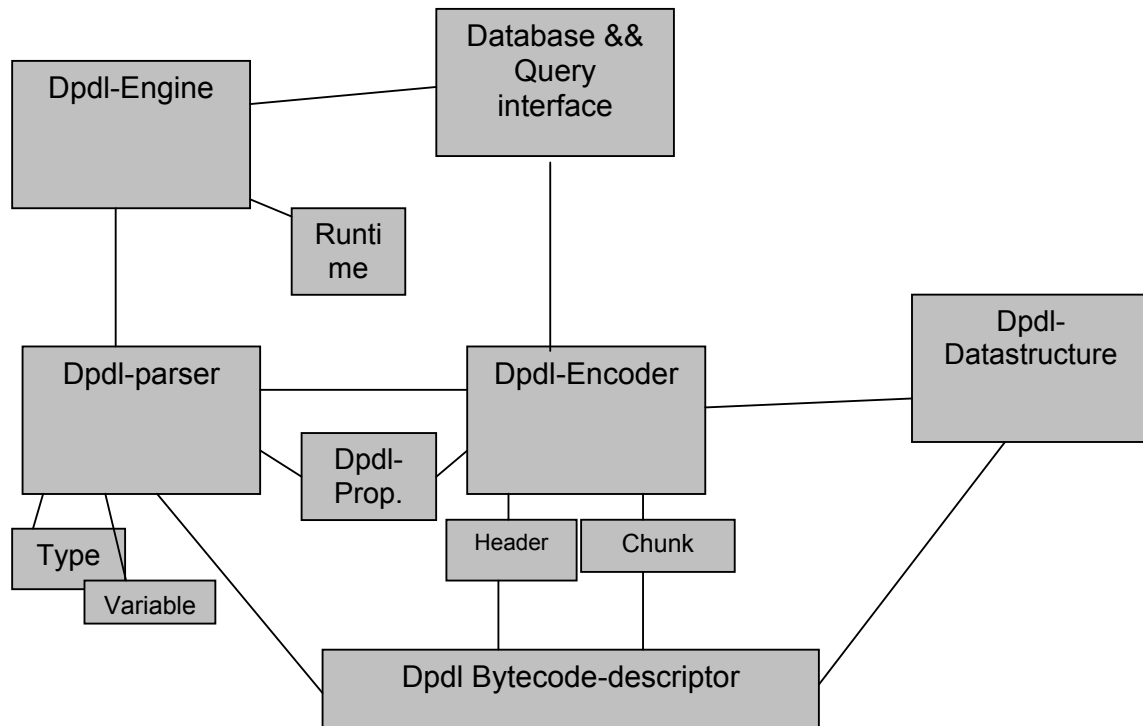 Database &&
Query
interface
Dpdl-Engine
Runti
me
Dpdl-
Datastructure
Dpdl-parser
Dpdl-Encoder
Dpdl-
Prop.
Type
Variable
Header
Chunk
Dpdl Bytecode-descriptor